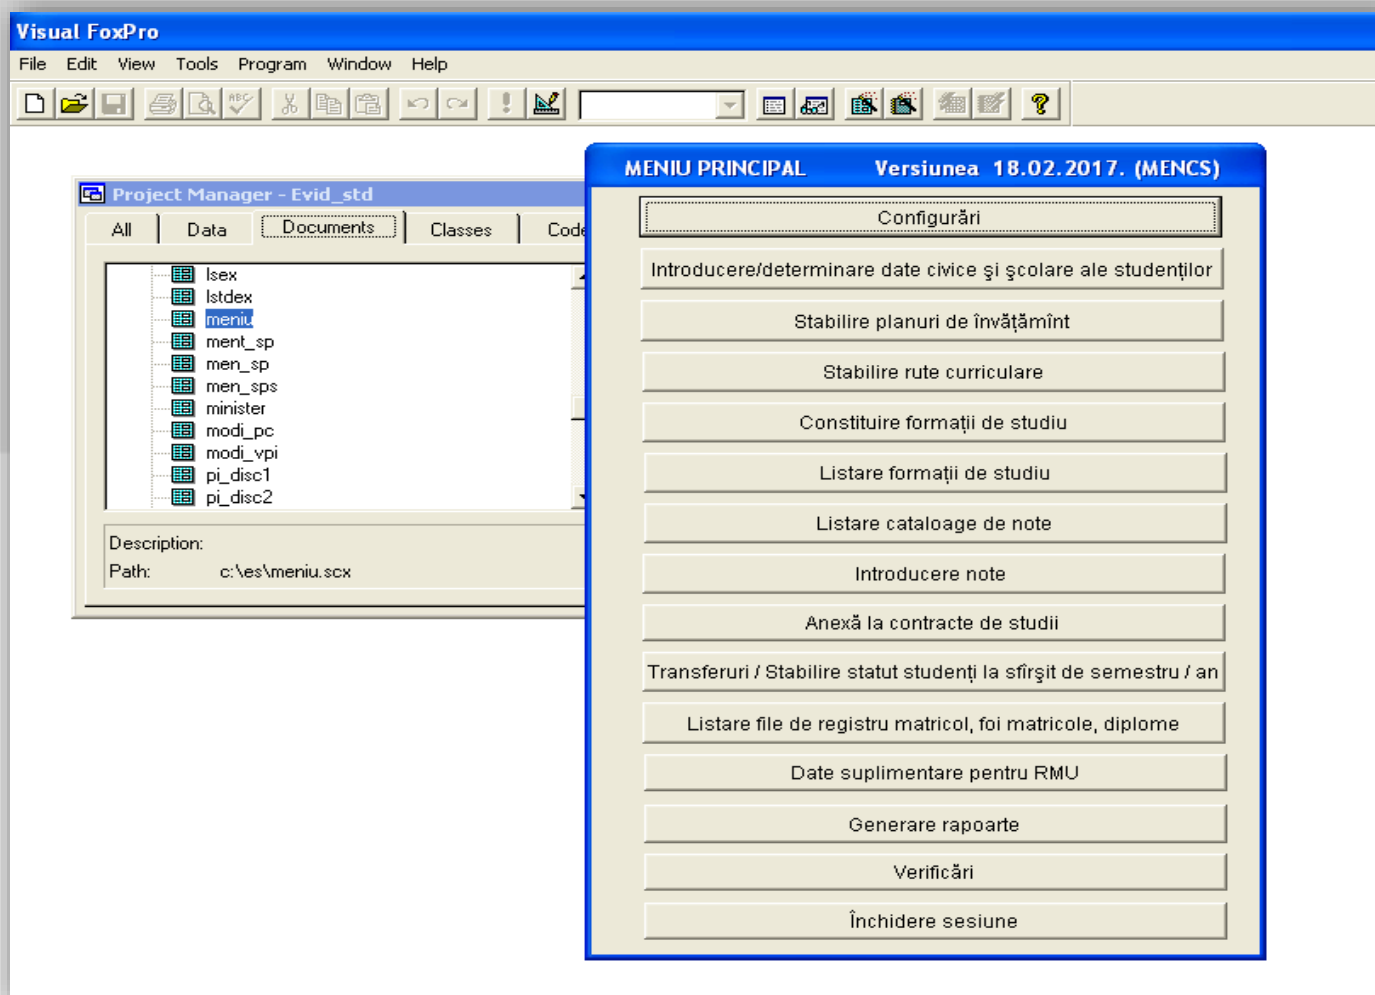 Visual FoxPro
File Edit View Tools Program Window Help
Project Manager - Evid_std
All Data Documents Classes Code
lsex
lstdex
meniu
ment_sp
men_sp
men_sps
minister
modi_pc
modi_vpi
pi_disc1
pi_disc2
Description:
Path: c:\es\meniu.scx
MENIU PRINCIPAL Versiunea 18.02.2017. (MENCS)
Configurări
Introducere/determinare date civice şi şcolare ale studenţilor
Stabilire planuri de învăţămînt
Stabilire rute curriculare
Constituire formaţii de studiu
Listare formaţii de studiu
Listare cataloage de note
Introducere note
Anexă la contracte de studii
Transferuri / Stabilire statut studenţi la sfîrşit de semestru / an
Listare file de registru matricol, foi matricole, diplome
Date suplimentare pentru RMU
Generare rapoarte
Verificări
Închidere sesiune